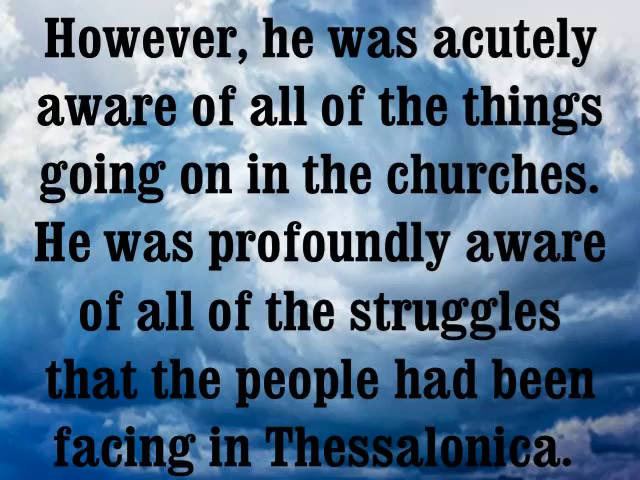 However, he was acutely
aware of all of the things
going on in the churches.
He was profoundly aware
of all of the struggles
that the people had been
facing in Thessalonica.